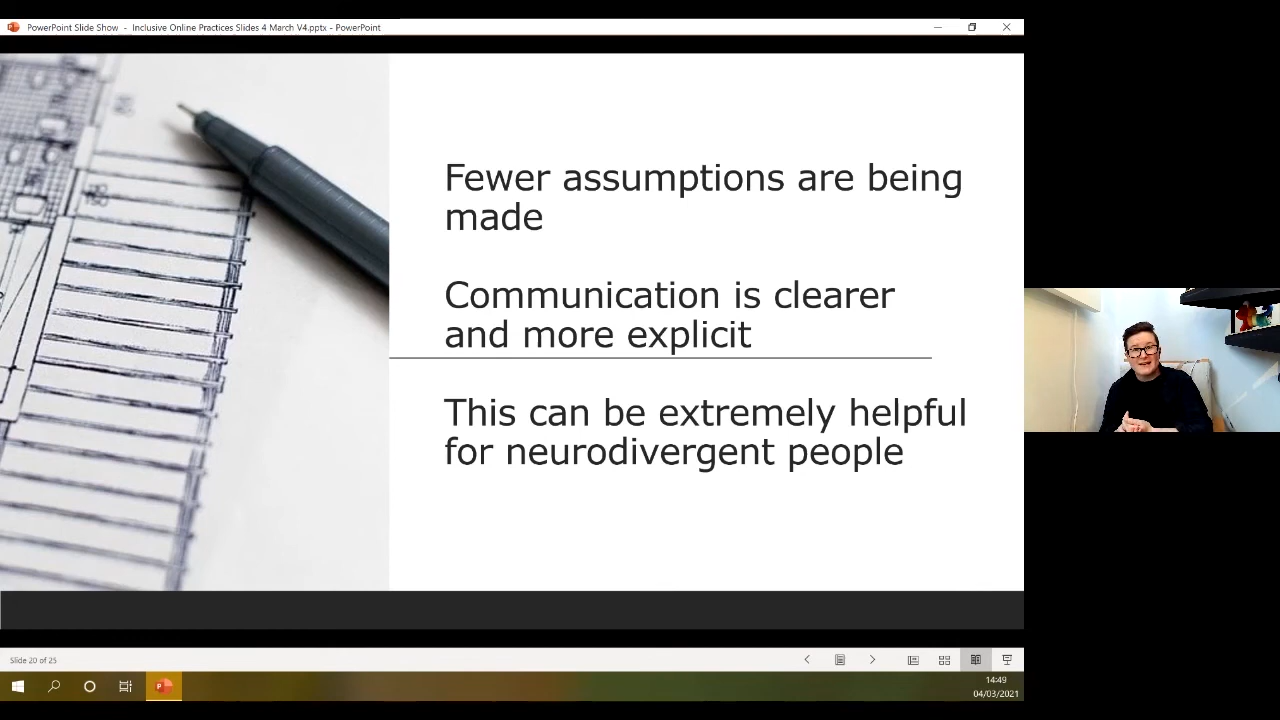 PowerPoint Slide Show - Inclusive Online Practices Slides 4 March V4.pptx - PowerPoint
Fewer assumptions are being
made
Communication is clearer
and more explicit
This can be extremely helpful
for neurodivergent people
Slide 20 of 25
14:49
04/03/2021